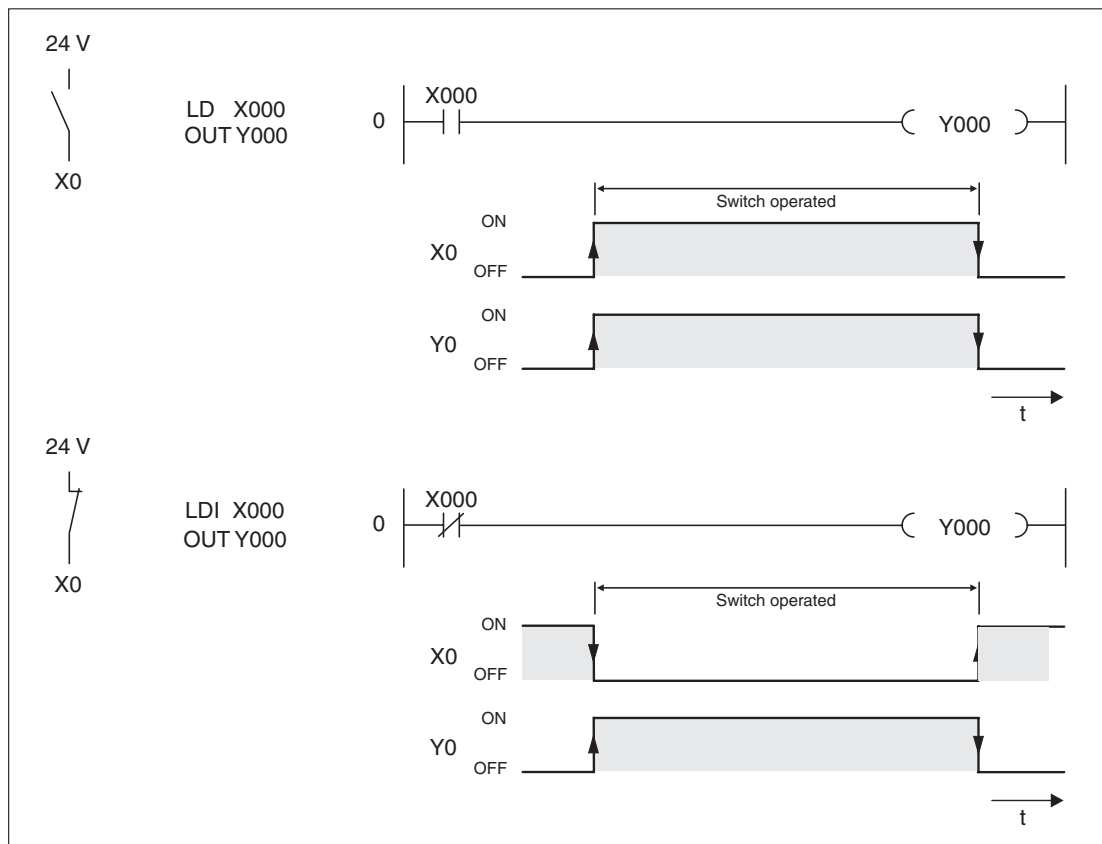 24 V
X0
LD X000
OUT Y000
0
X000
Y000
Switch operated
X0
ON
OFF
Y0
ON
OFF
t
24 V
X0
LDI X000
OUT Y000
0
X000
Y000
Switch operated
X0
ON
OFF
Y0
ON
OFF
t